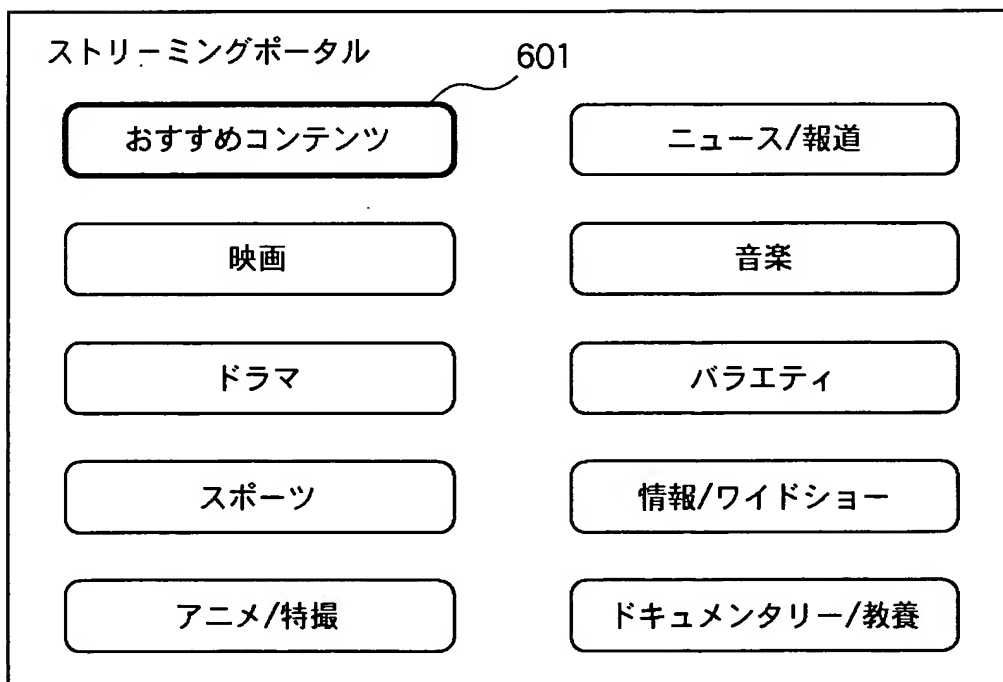 ストリーミングポータル
601
おすすめコンテンツ
ニュース/報道
映画
音楽
ドラマ
バラエティ
スポーツ
情報/ワイドショー
アニメ/特撮
ドキュメンタリー/教養